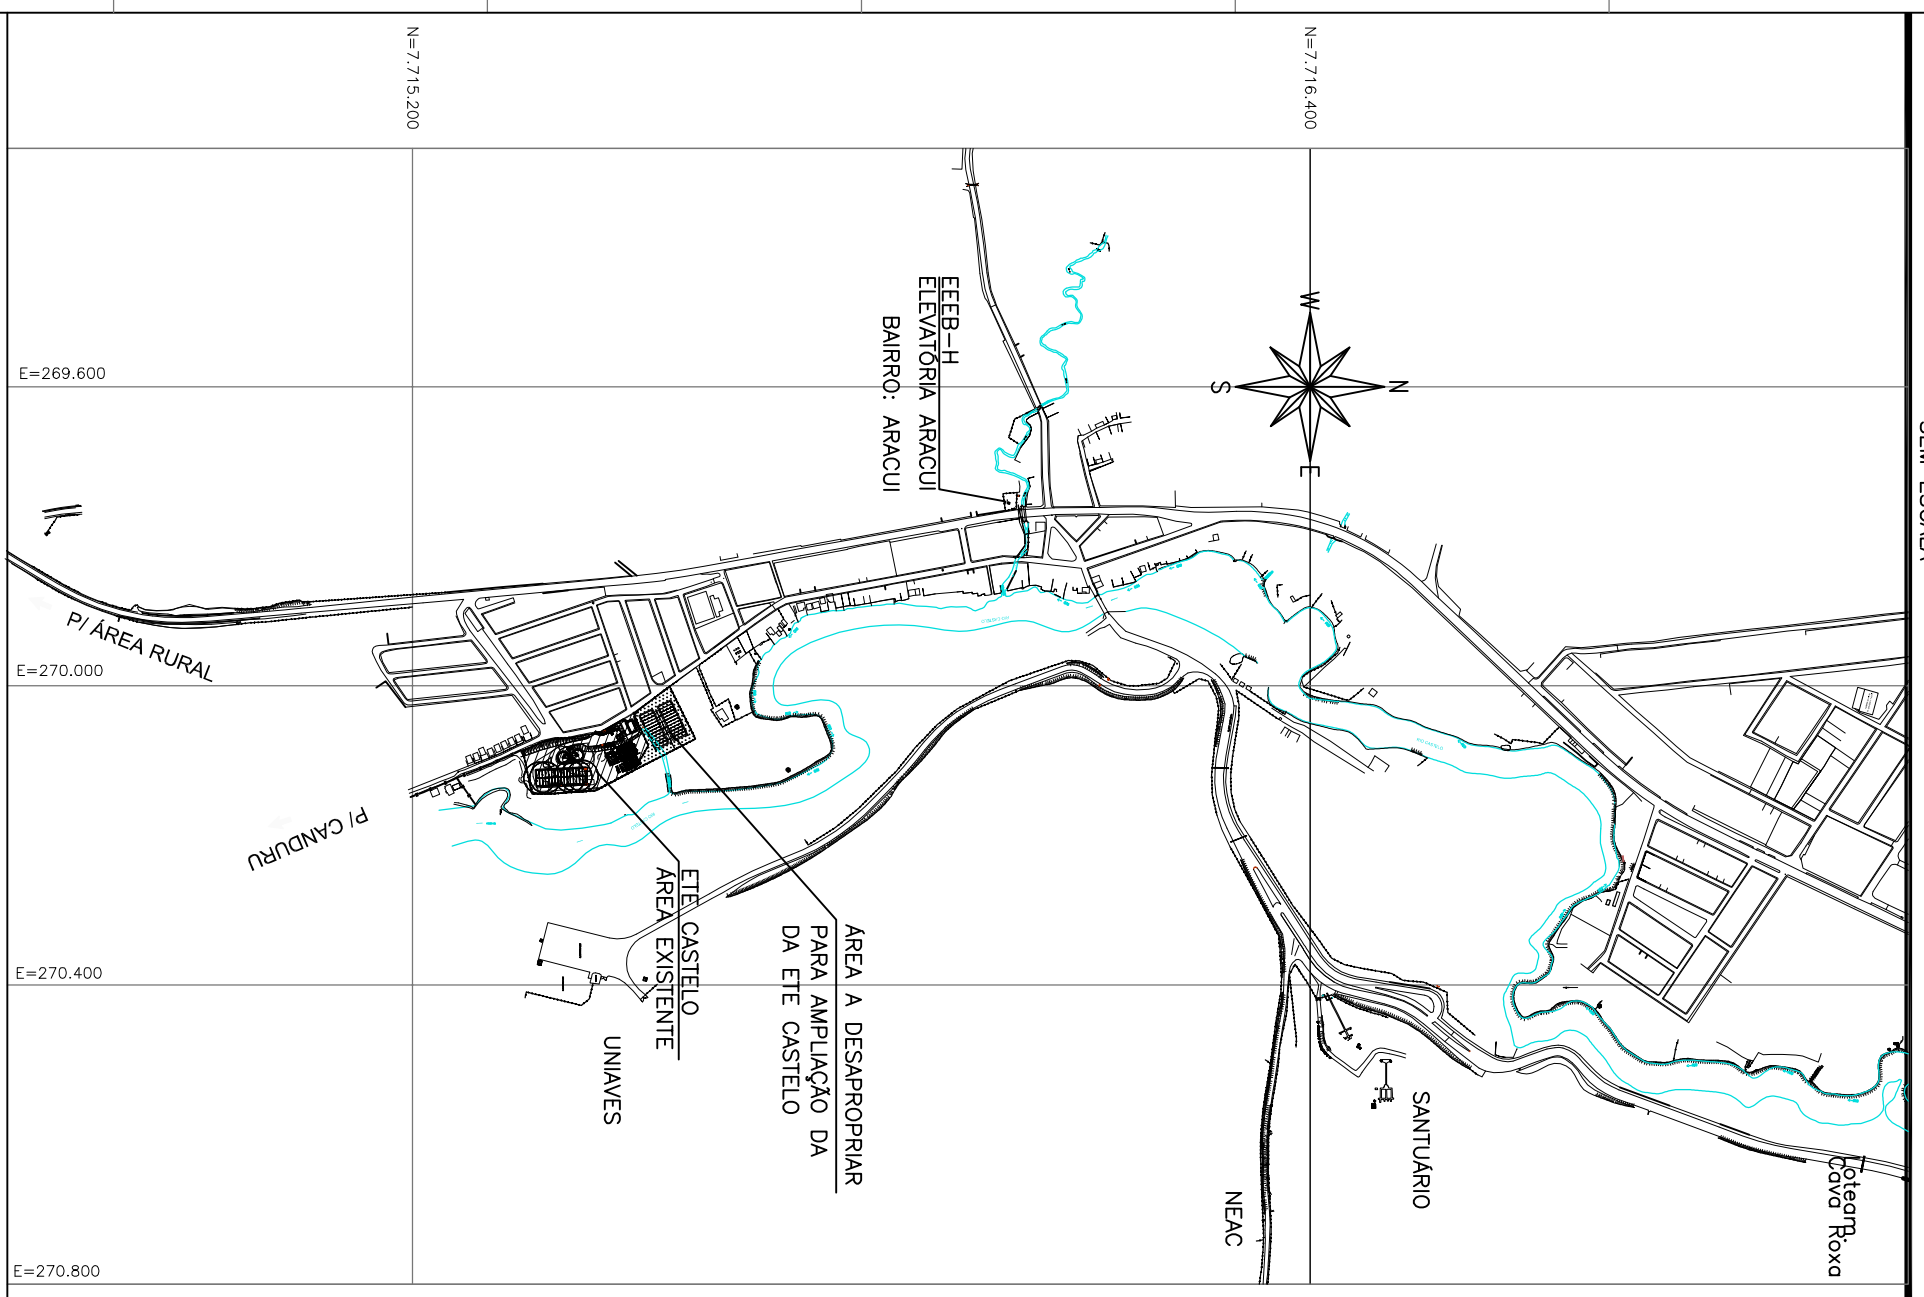 N=7.715.200
N=7.716.400
E=269.600
E=270.000
E=270.400
E=270.800
W
N
S
E
EEEB-H
ELEVATÓRIA ARACUI
BAIRRO: ARACUI
P/ ÁREA RURAL
P/ CANDURU
ETE CASTELO
ÁREA EXISTENTE
ÁREA A DESAPROPRIAR
PARA AMPLIAÇÃO DA
DA ETE CASTELO
UNIAVES
SANTUÁRIO
NEAC
Loteam.
Cava Roxa